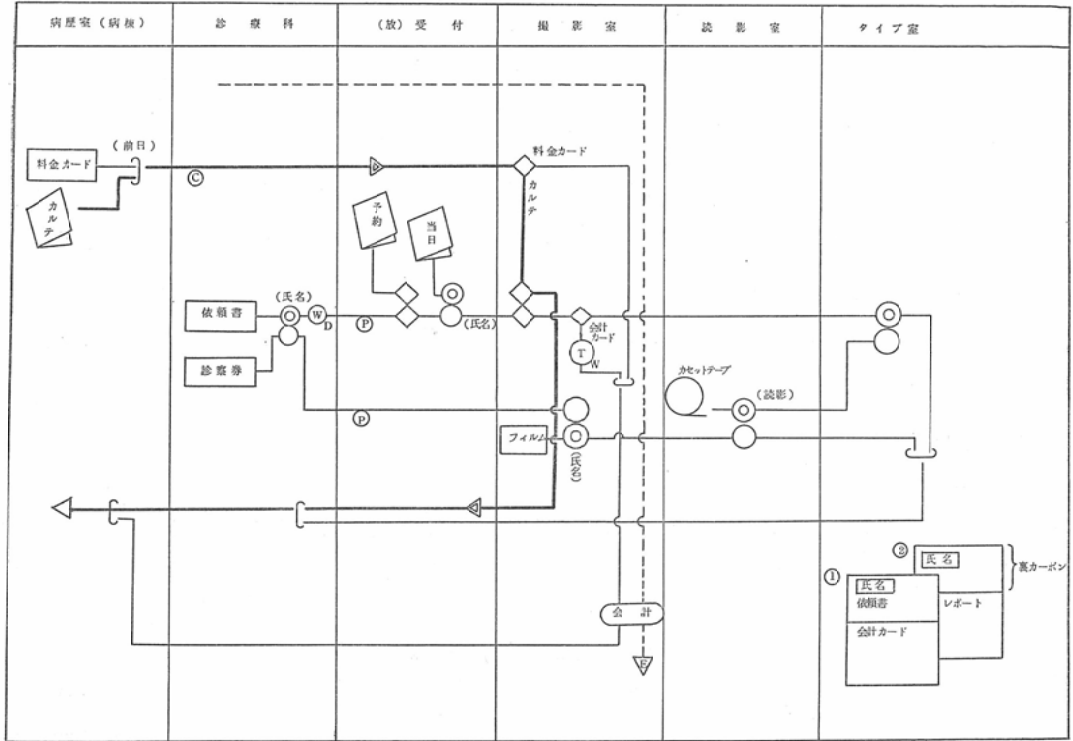 病歴室(病棟)
診療科
(放)受付
撮影室
読影室
タイプ室
(前日)
料金カード
料金カード
C
カルテ
カルテ
予約
当日
(氏名)
依頼書
W
D
P
(氏名)
会計
カード
T
W
診察券
カセットテープ
(読影)
P
フィルム
(氏名)
②
氏名
裏カーボン
①
氏名
依頼書
レポート
会計
会計カード
E